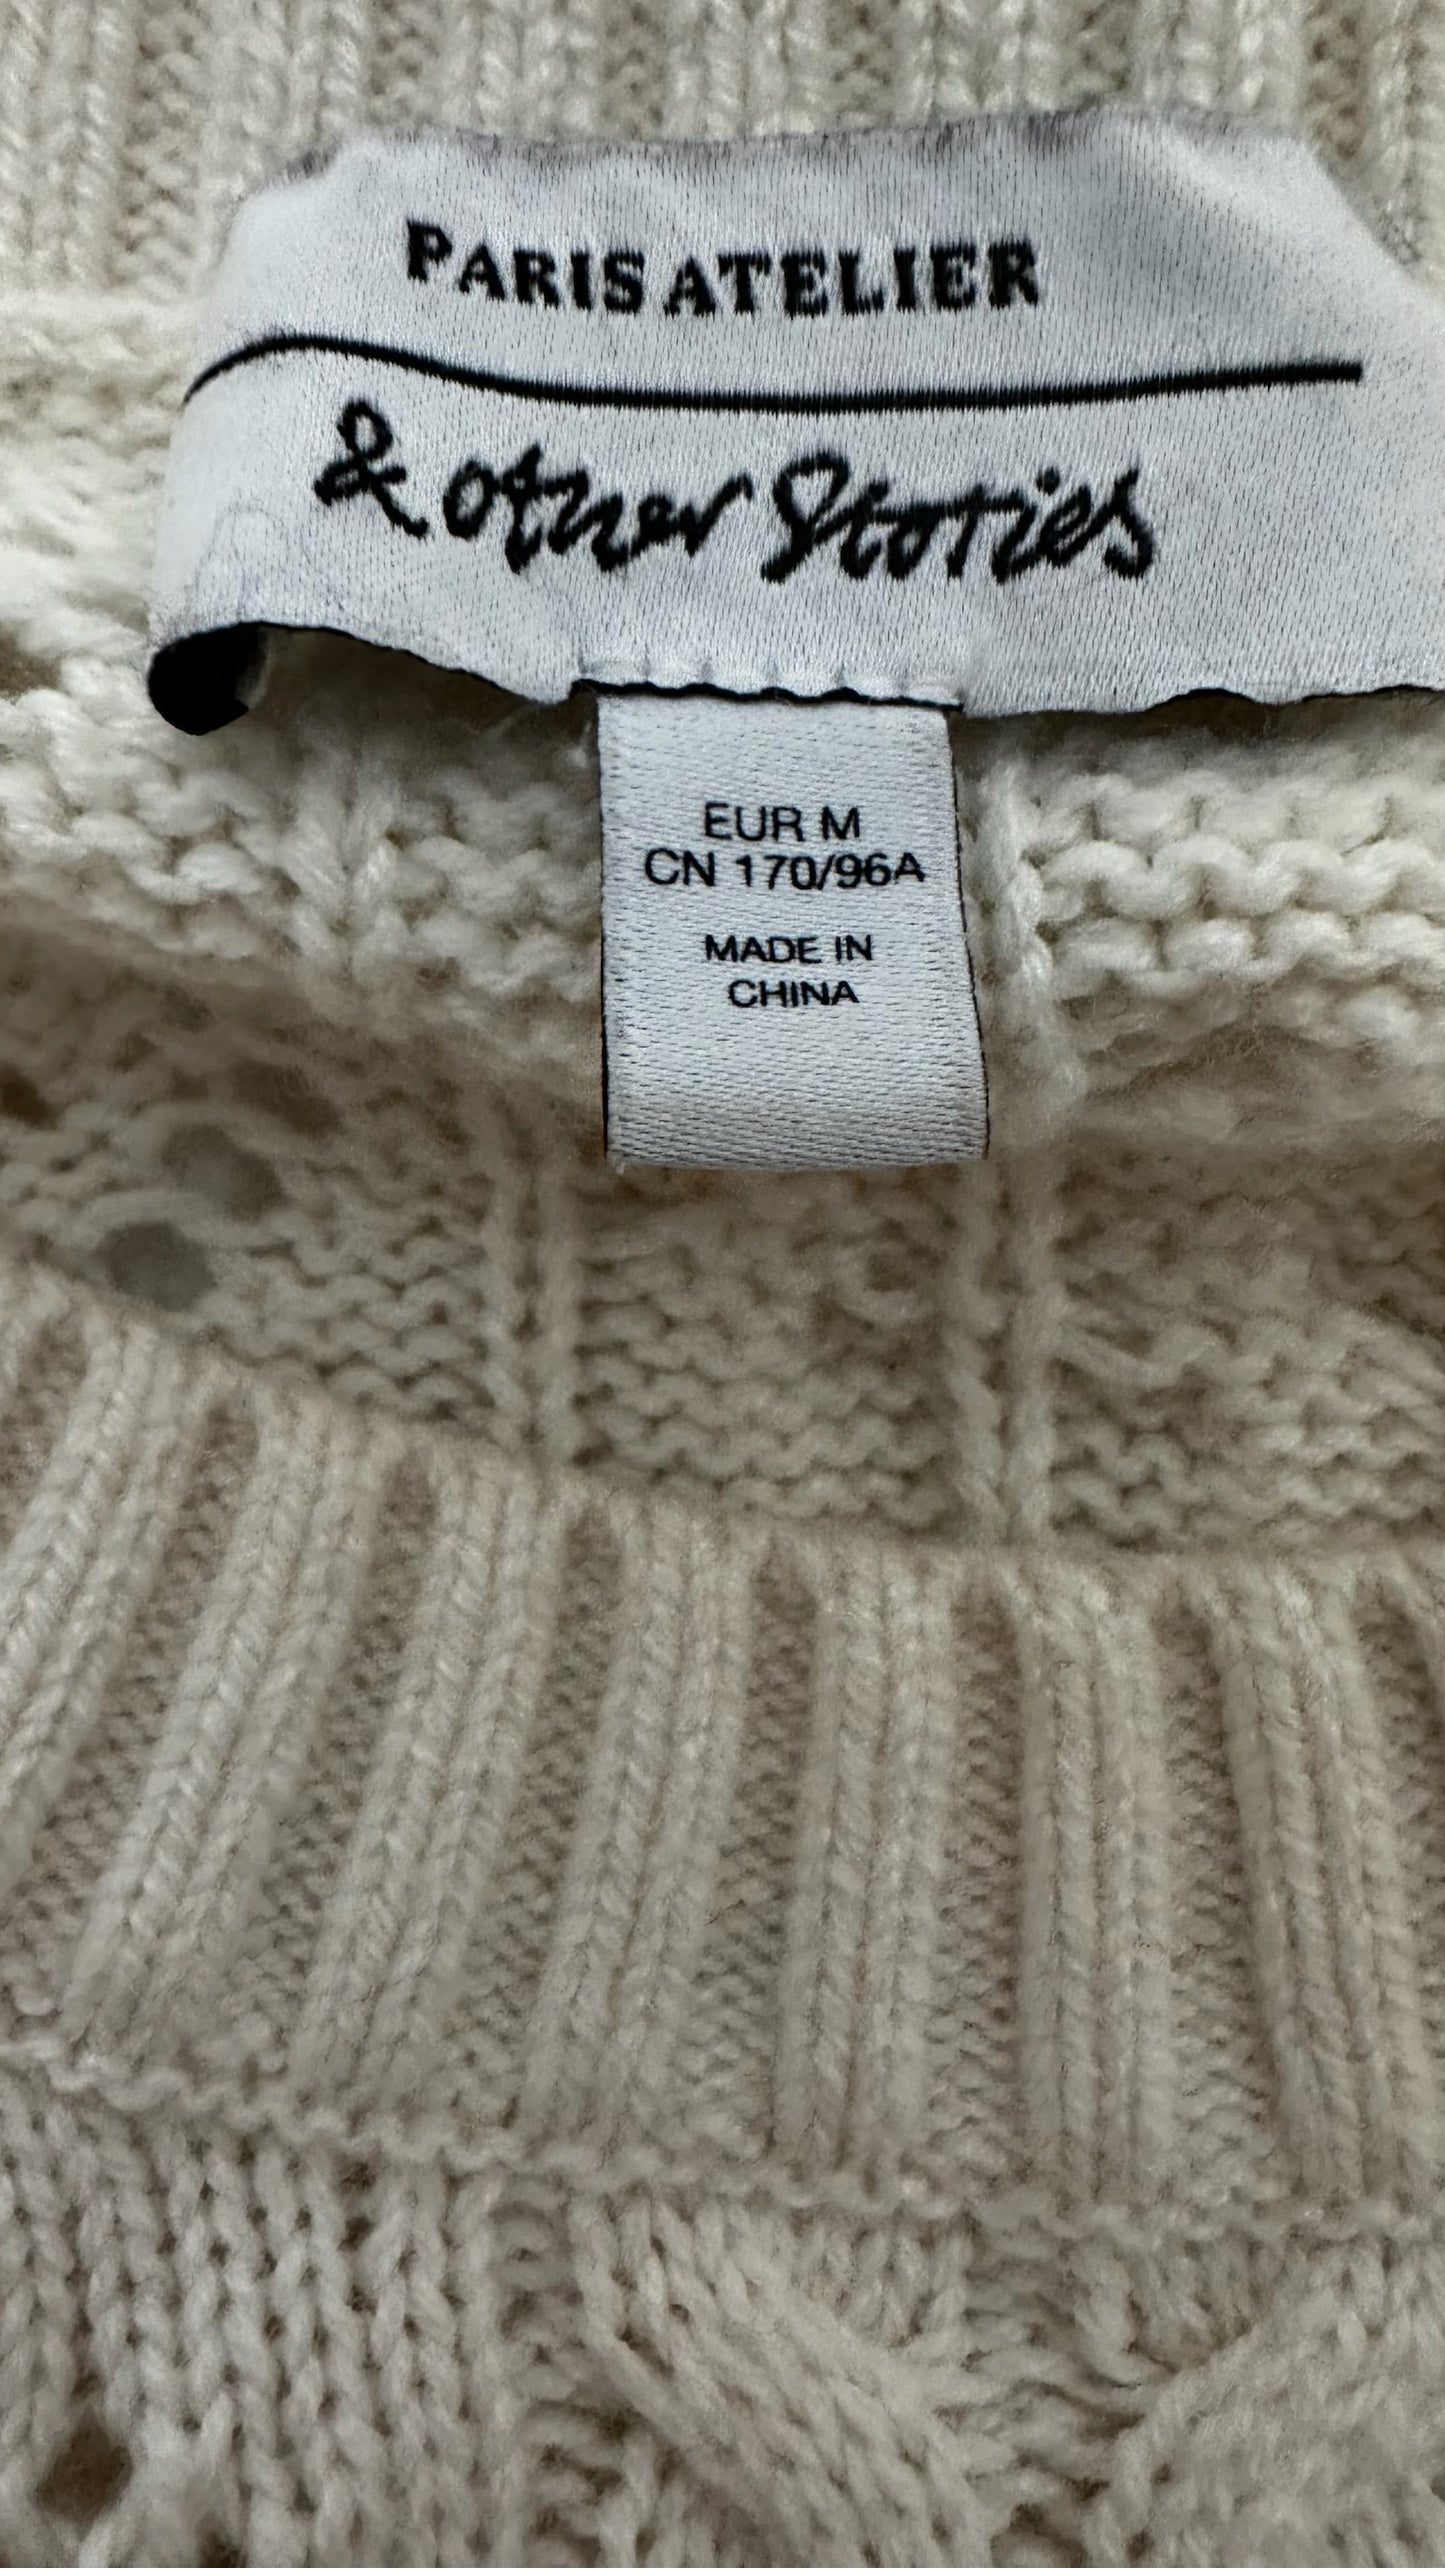 PARIS ATELIER
& other Stories
EUR M
CN 170/96A
MADE IN
CHINA